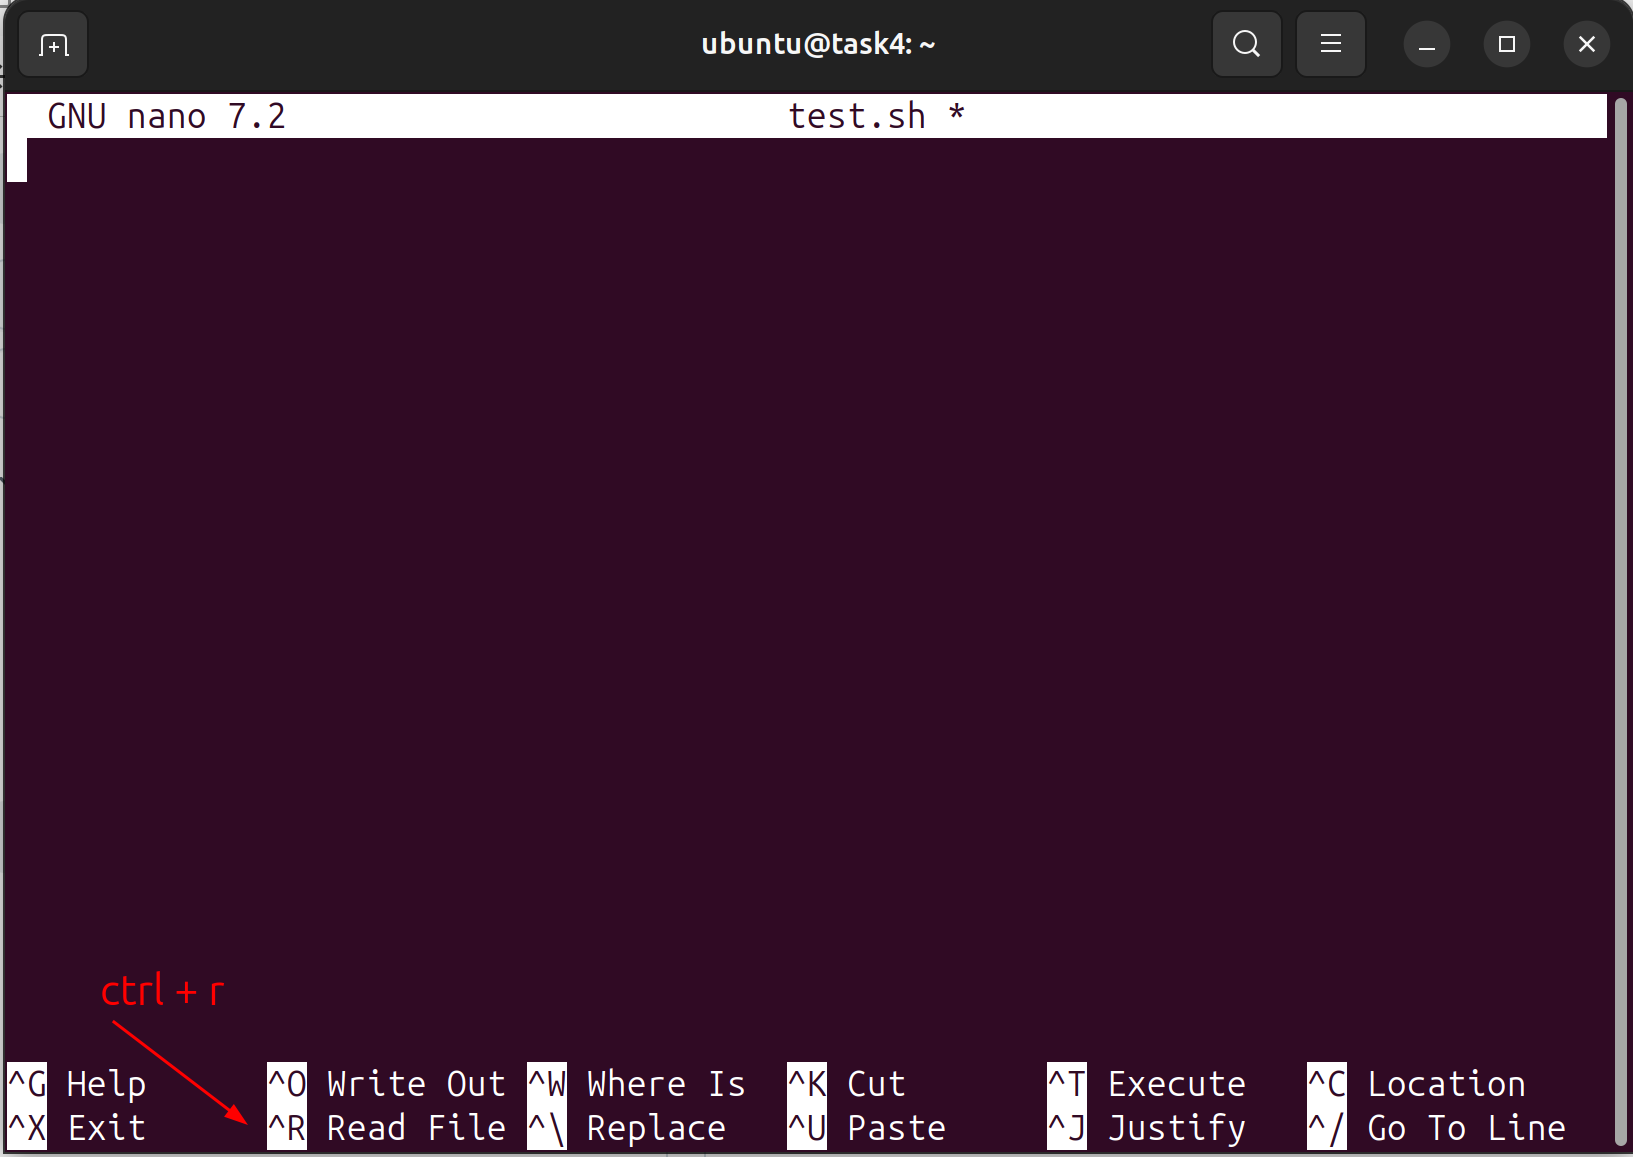 ubuntu@task4: ~
GNU nano 7.2 test.sh *
ctrl + r
^G Help ^O Write Out ^W Where Is ^K Cut ^T Execute ^C Location
^X Exit ^R Read File ^\ Replace ^U Paste ^J Justify ^/ Go To Line